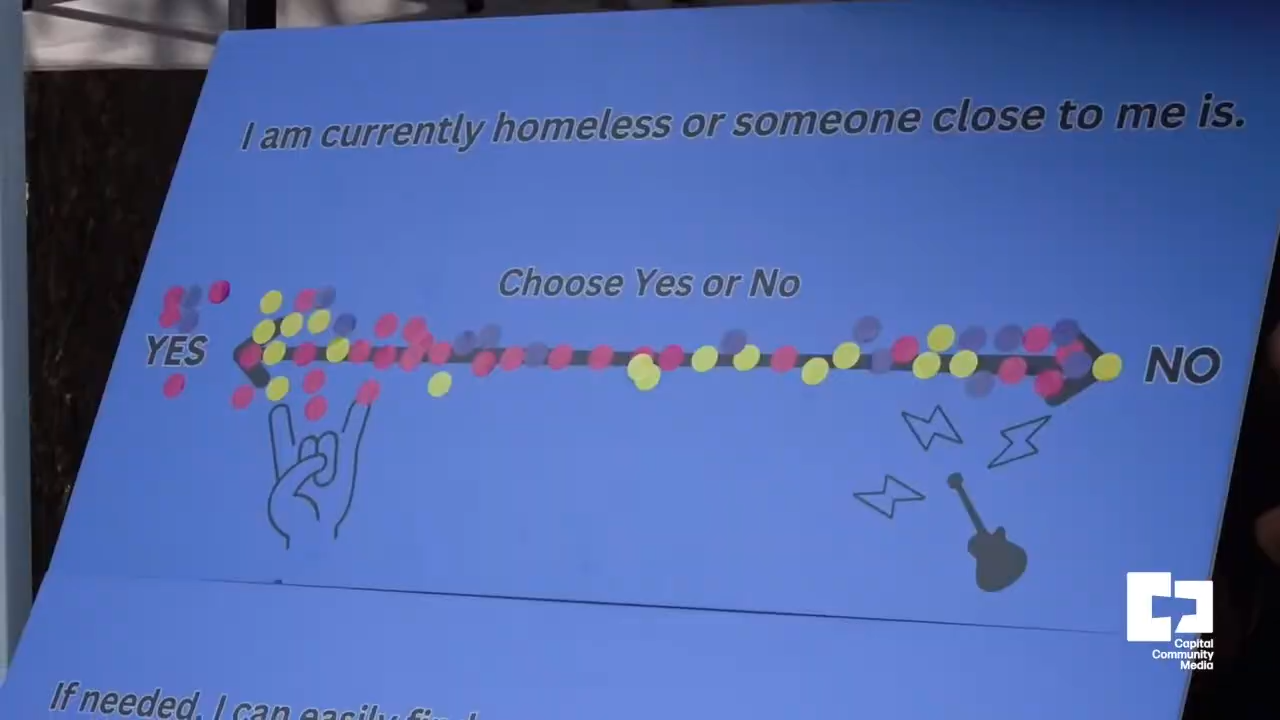 I am currently homeless or someone close to me is.
Choose Yes or No
YES
NO
If needed, I can easily
Capital
Community
Media